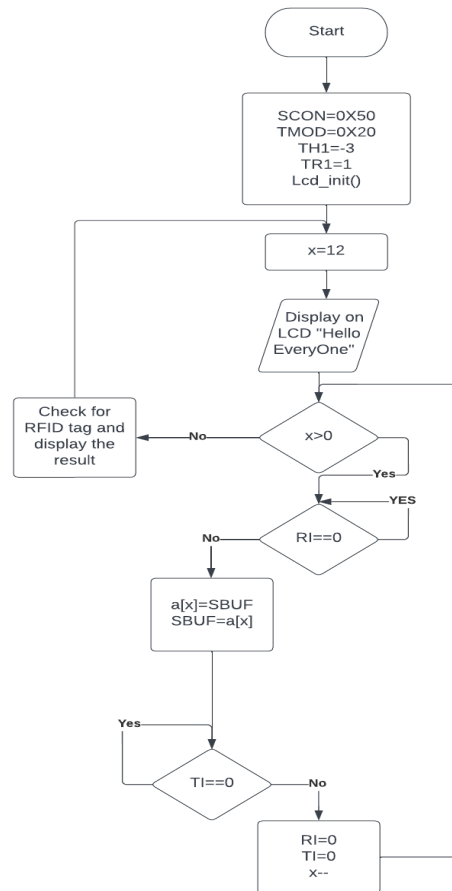 Start
SCON=0X50
TMOD=0X20
TH1=-3
TR1=1
Lcd_init()
x=12
Display on
LCD "Hello
EveryOne"
Check for
RFID tag and
display the
result
No
x>0
Yes
YES
RI==0
No
a[x]=SBUF
SBUF=a[x]
Yes
TI==0
No
RI=0
TI=0
x--